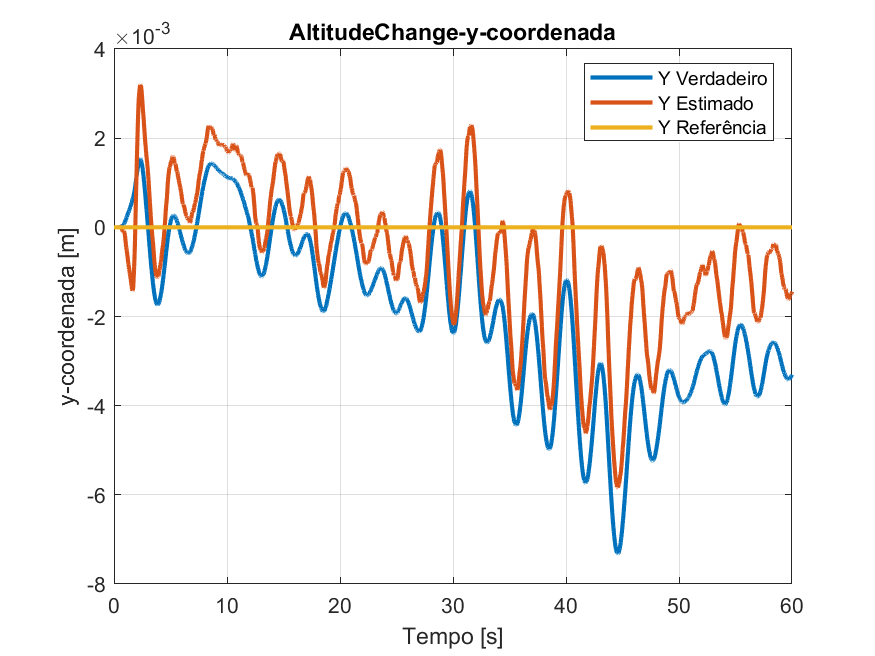 AltitudeChange-y-coordenada
×10-3
4
2
0
-2
-4
-6
-8
y-coordenada [m]
Y Verdadeiro
Y Estimado
Y Referência
0 10 20 30 40 50 60
Tempo [s]